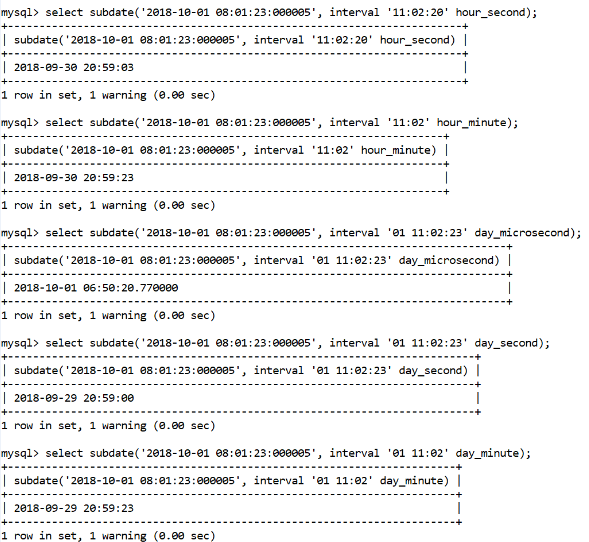 mysql> select subdate('2018-10-01 08:01:23:000005', interval '11:02:20' hour_second);
+-------------------------------------------------------------------------+
| subdate('2018-10-01 08:01:23:000005', interval '11:02:20' hour_second) |
+-------------------------------------------------------------------------+
| 2018-09-30 20:59:03 |
+-------------------------------------------------------------------------+
1 row in set, 1 warning (0.00 sec)
mysql> select subdate('2018-10-01 08:01:23:000005', interval '11:02' hour_minute);
+----------------------------------------------------------------------+
| subdate('2018-10-01 08:01:23:000005', interval '11:02' hour_minute) |
+----------------------------------------------------------------------+
| 2018-09-30 20:59:23 |
+----------------------------------------------------------------------+
1 row in set, 1 warning (0.00 sec)
mysql> select subdate('2018-10-01 08:01:23:000005', interval '01 11:02:23' day_microsecond);
+--------------------------------------------------------------------------------+
| subdate('2018-10-01 08:01:23:000005', interval '01 11:02:23' day_microsecond) |
+--------------------------------------------------------------------------------+
| 2018-10-01 06:50:20.770000 |
+--------------------------------------------------------------------------------+
1 row in set, 1 warning (0.00 sec)
mysql> select subdate('2018-10-01 08:01:23:000005', interval '01 11:02:23' day_second);
+---------------------------------------------------------------------------+
| subdate('2018-10-01 08:01:23:000005', interval '01 11:02:23' day_second) |
+---------------------------------------------------------------------------+
| 2018-09-29 20:59:00 |
+---------------------------------------------------------------------------+
1 row in set, 1 warning (0.00 sec)
mysql> select subdate('2018-10-01 08:01:23:000005', interval '01 11:02' day_minute);
+------------------------------------------------------------------------+
| subdate('2018-10-01 08:01:23:000005', interval '01 11:02' day_minute) |
+------------------------------------------------------------------------+
| 2018-09-29 20:59:23 |
+------------------------------------------------------------------------+
1 row in set, 1 warning (0.00 sec)